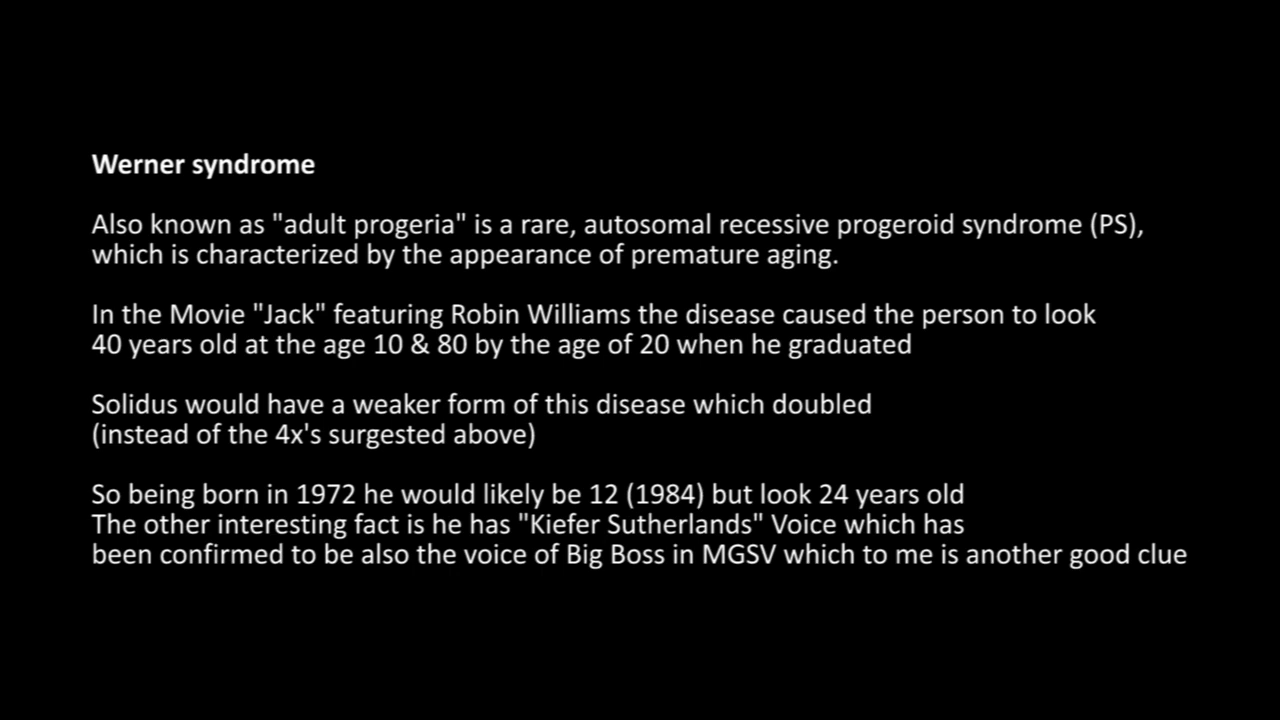 Werner syndrome
Also known as "adult progeria" is a rare, autosomal recessive progeroid syndrome (PS),
which is characterized by the appearance of premature aging.
In the Movie "Jack" featuring Robin Williams the disease caused the person to look
40 years old at the age 10 & 80 by the age of 20 when he graduated
Solidus would have a weaker form of this disease which doubled
(instead of the 4x's surgested above)
So being born in 1972 he would likely be 12 (1984) but look 24 years old
The other interesting fact is he has "Kiefer Sutherlands" Voice which has
been confirmed to be also the voice of Big Boss in MGSV which to me is another good clue